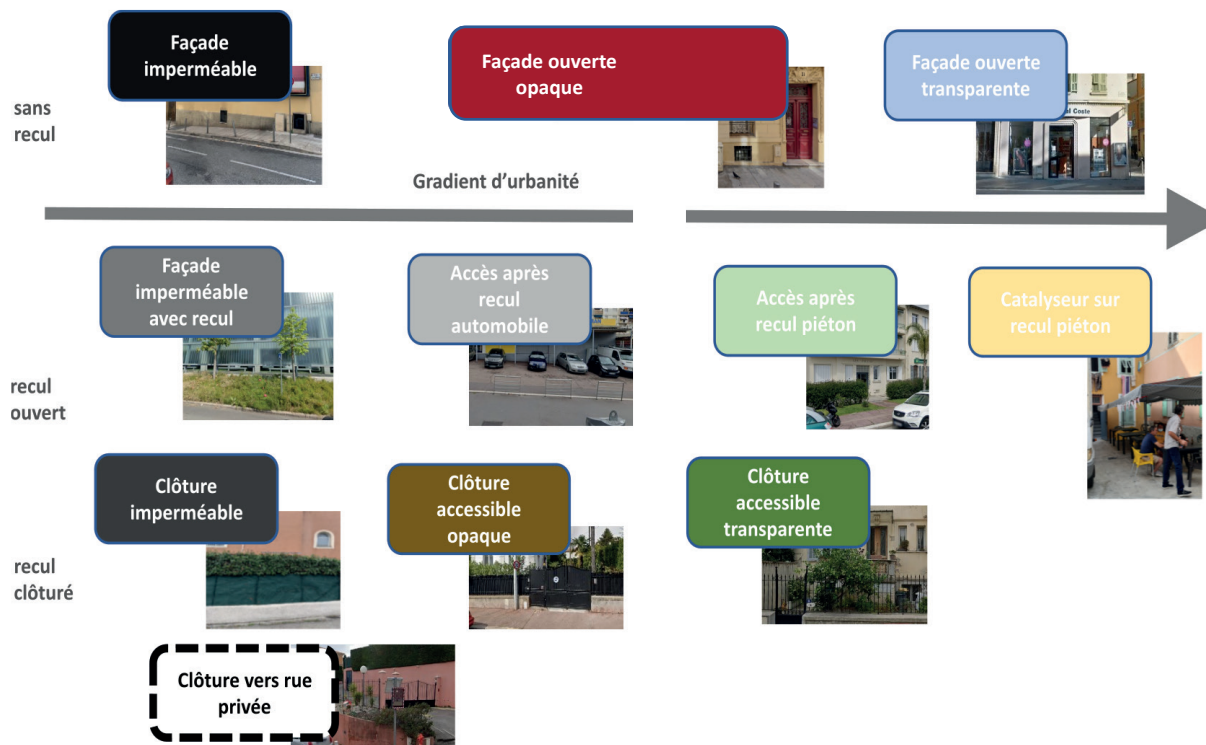 Façade
imperméable
Façade ouverte
opaque
Façade ouverte
transparente
sans
recul
Coste
Gradient d'urbanité
Façade
imperméable
avec recul
Accès après
recul
automobile
Accès après
recul piéton
Catalyseur sur
recul piéton
recul
ouvert
Clôture
imperméable
Clôture
accessible
opaque
Clôture
accessible
transparente
recul
clôturé
Clôture vers rue
privée